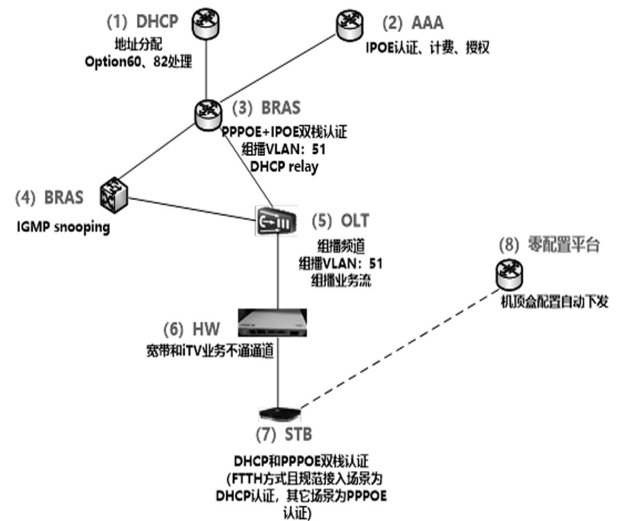 (1) DHCP
地址分配
Option60、82处理
(2) AAA
IPOE认证、计费、授权
(3) BRAS
PPPOE+IPOE双栈认证
组播VLAN：51
DHCP relay
(4) BRAS
IGMP snooping
(5) OLT
组播频道
组播VLAN：51
组播业务流
(6) HW
宽带和iTV业务不逼通道
(7) STB
DHCP和PPPOE双栈认证
(FTTH方式且规范接入场景为
DHCP认证，其它场景为PPPOE
认证)
(8) 零配置平台
机顶盒配置自动下发